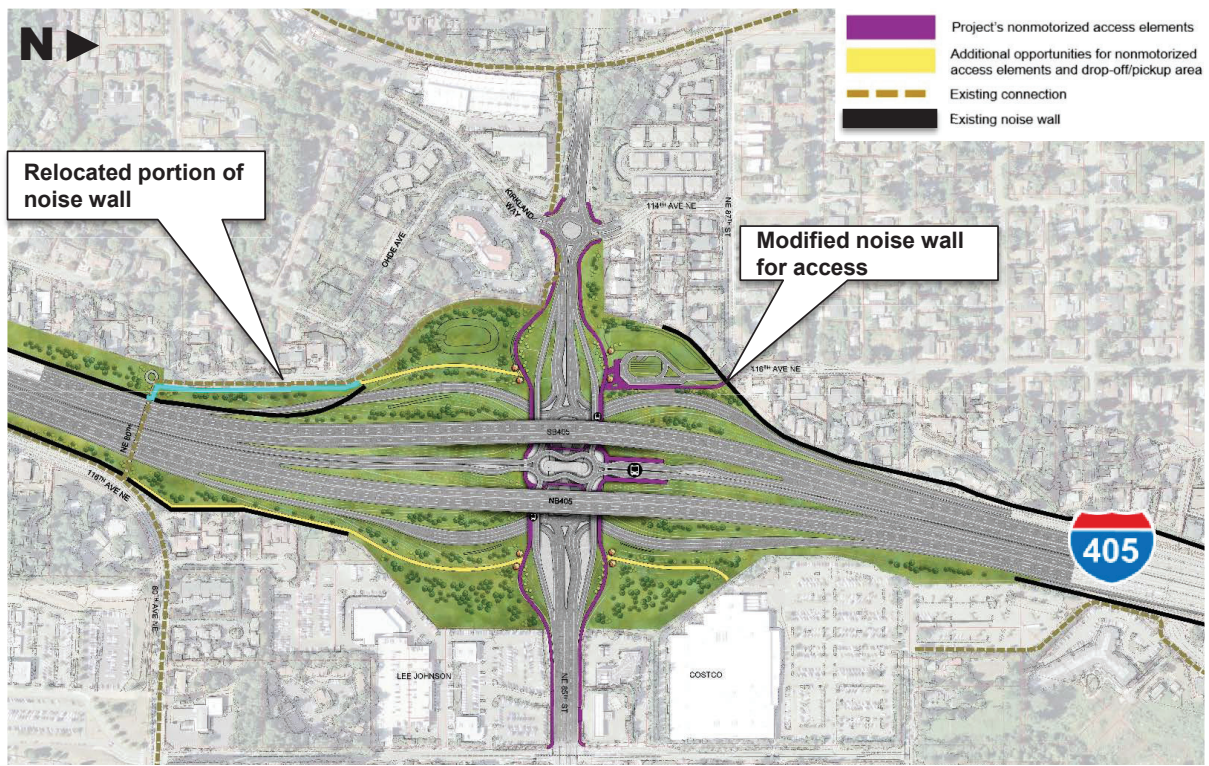 N
Project's nonmotorized access elements
Additional opportunities for nonmotorized
access elements and drop-off/pickup area
Existing connection
Existing noise wall
Relocated portion of
noise wall
KIRKLAND
WAY
114TH AVE NE
NE 87TH ST
OHDE AVE
Modified noise wall
for access
116TH AVE NE
SB405
NE 80TH
NB405
116TH AVE NE
405
80TH AVE NE
LEE JOHNSON
NE 85TH ST
COSTCO